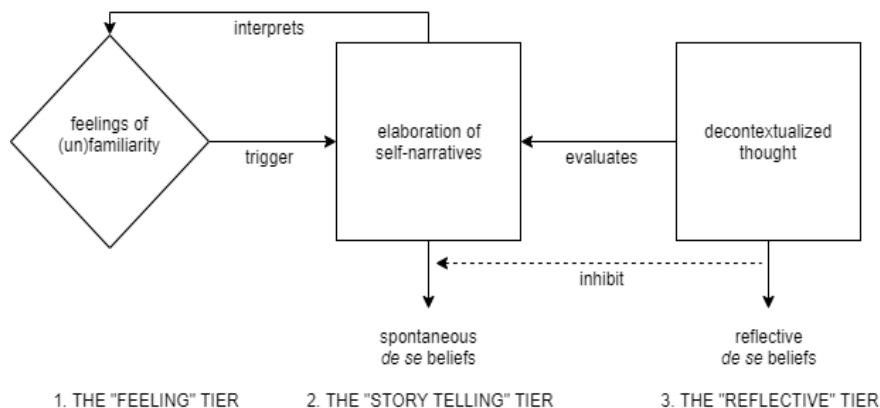 interprets
feelings of
(un)familiarity
trigger
elaboration of
self-narratives
evaluates
decontextualized
thought
inhibit
spontaneous
de se beliefs
reflective
de se beliefs
1. THE "FEELING" TIER
2. THE "STORY TELLING" TIER
3. THE "REFLECTIVE" TIER